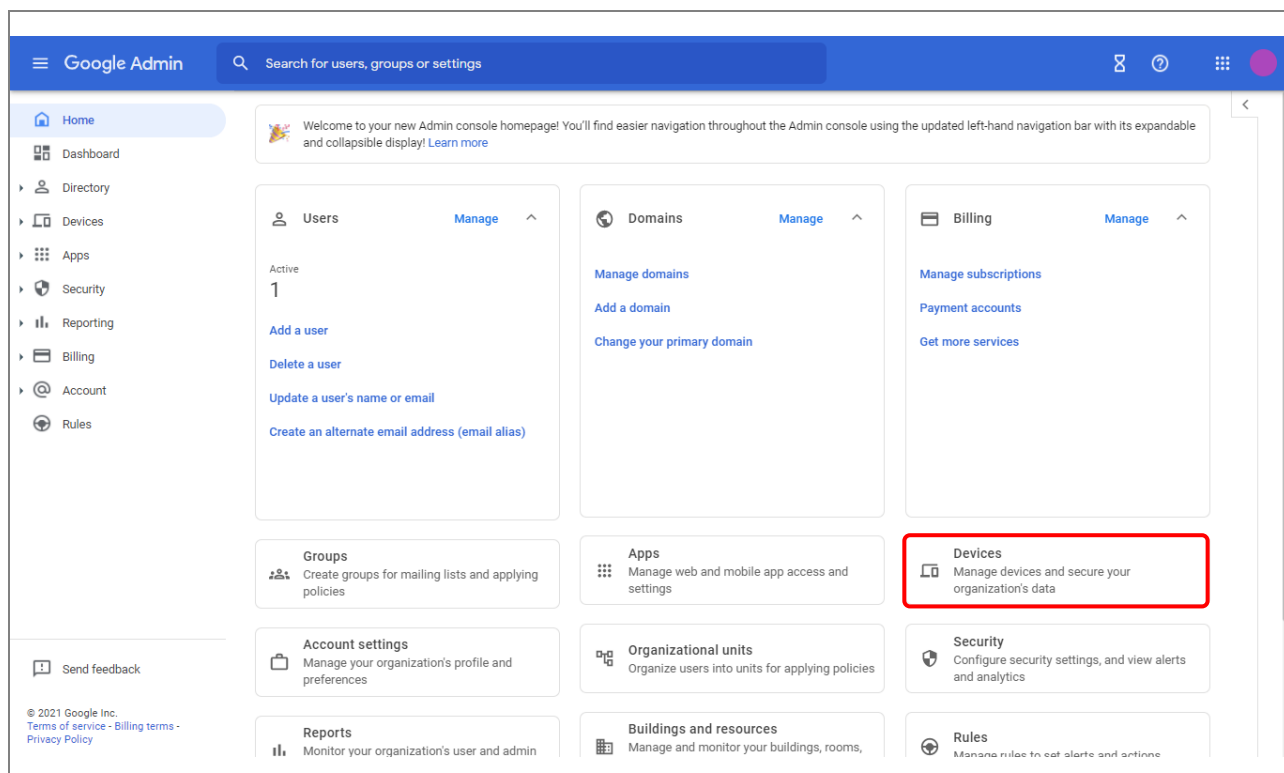 Google Admin
Search for users, groups or settings
Home
Dashboard
Directory
Devices
Apps
Security
Reporting
Billing
Account
Rules
Send feedback
© 2021 Google Inc.
Terms of service - Billing terms -
Privacy Policy
Welcome to your new Admin console homepage! You'll find easier navigation throughout the Admin console using the updated left-hand navigation bar with its expandable
and collapsible display! Learn more
Users Manage
Active
1
Add a user
Delete a user
Update a user's name or email
Create an alternate email address (email alias)
Domains Manage
Manage domains
Add a domain
Change your primary domain
Billing Manage
Manage subscriptions
Payment accounts
Get more services
Groups
Create groups for mailing lists and applying
policies
Apps
Manage web and mobile app access and
settings
Devices
Manage devices and secure your
organization's data
Account settings
Manage your organization's profile and
preferences
Organizational units
Organize users into units for applying policies
Security
Configure security settings, and view alerts
and analytics
Reports
Monitor your organization's user and admin
Buildings and resources
Manage and monitor your buildings, rooms,
Rules
Manage rules to set alerts and actions